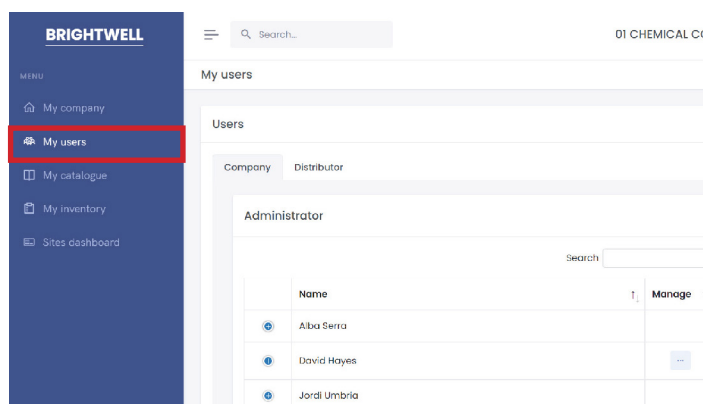 BRIGHTWELL
Search...
01 CHEMICAL CO
MENU
My users
My company
My users
My catalogue
My inventory
Sites dashboard
Users
Company Distributor
Administrator
Search
Name Manage
Alba Serra
David Hayes
...
Jordi Umbria